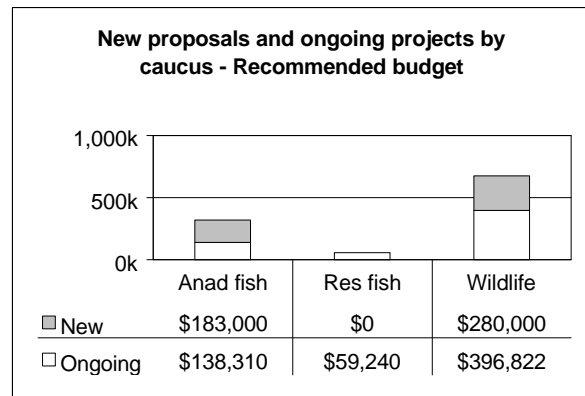 New proposals and ongoing projects by
caucus - Recommended budget
1,000k
500k
0k
Anad fish Res fish Wildlife
New $183,000 $0 $280,000
Ongoing $138,310 $59,240 $396,822